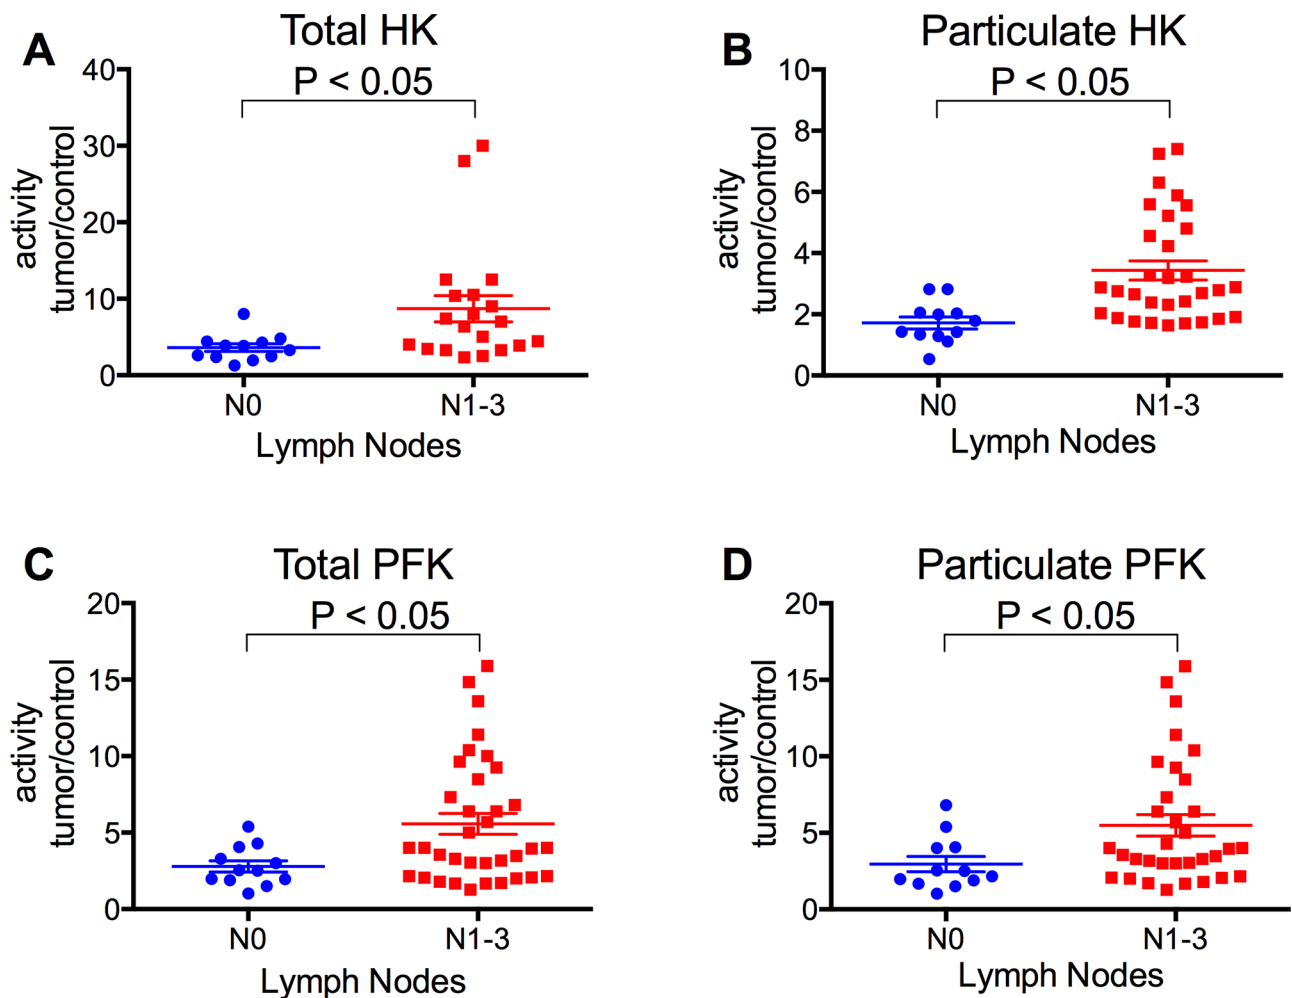 A
Total HK
P < 0.05
activity
tumor/control
40
30
20
10
0
N0
N1-3
Lymph Nodes
B
Particulate HK
P < 0.05
activity
tumor/control
10
8
6
4
2
0
N0
N1-3
Lymph Nodes
C
Total PFK
P < 0.05
activity
tumor/control
20
15
10
5
0
N0
N1-3
Lymph Nodes
D
Particulate PFK
P < 0.05
activity
tumor/control
20
15
10
5
0
N0
N1-3
Lymph Nodes